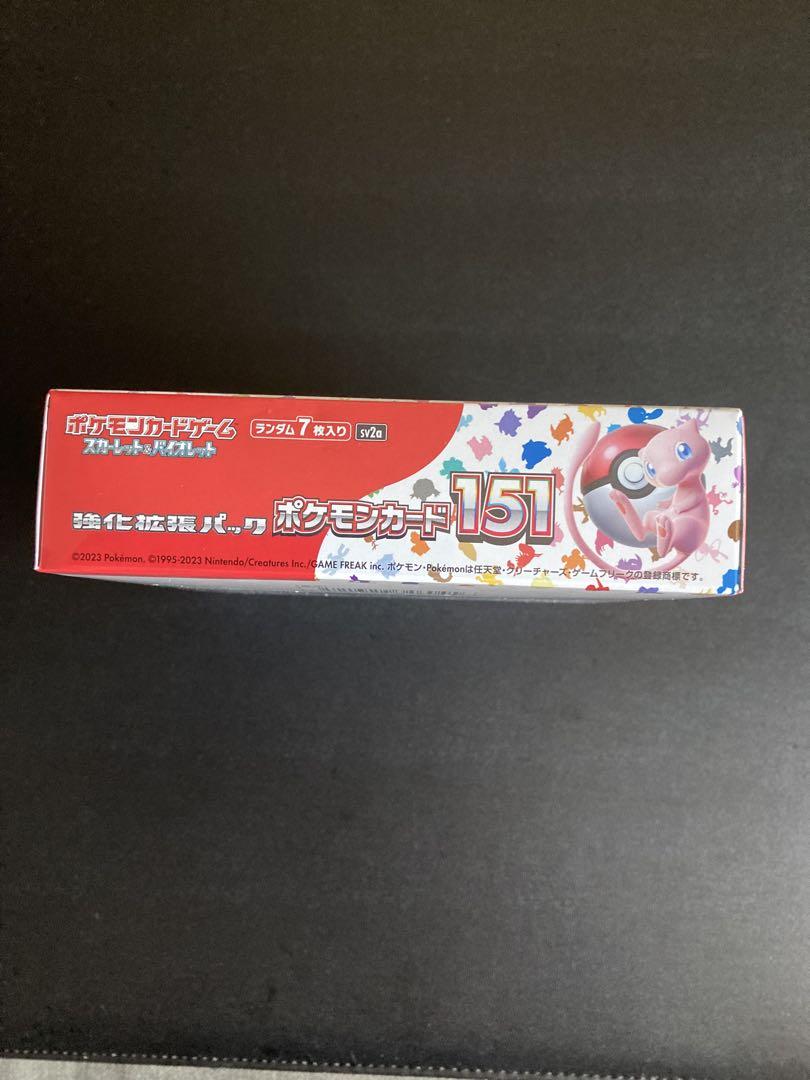 ポケモンカードゲーム
スカーレット&バイオレット
ランダム7枚入り
sv2a
強化拡張パック ポケモンカード151
©2023 Pokémon. ©1995-2023 Nintendo/Creatures Inc./GAME FREAK inc. ポケモン・Pokémonは任天堂・クリーチャーズ・ゲームフリークの登録商標です。